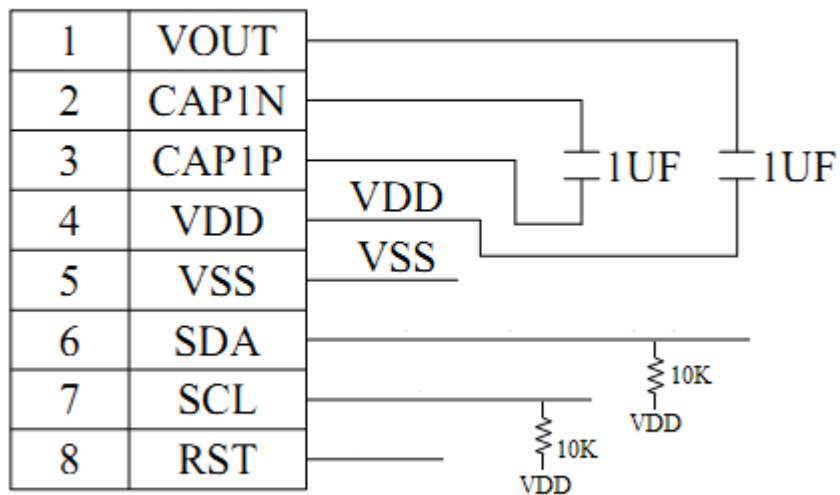 1 VOUT
2 CAP1N
3 CAP1P
1UF 1UF
4 VDD VDD
5 VSS VSS
6 SDA
10K
VDD
7 SCL
10K
VDD
8 RST